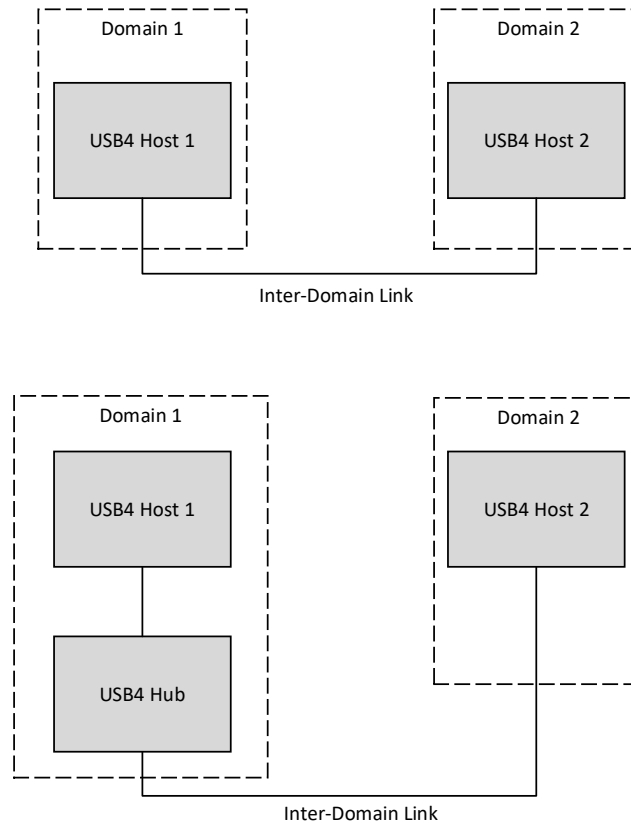 Domain 1
Domain 2
USB4 Host 1
USB4 Host 2
Inter-Domain Link
Domain 1
Domain 2
USB4 Host 1
USB4 Host 2
USB4 Hub
Inter-Domain Link